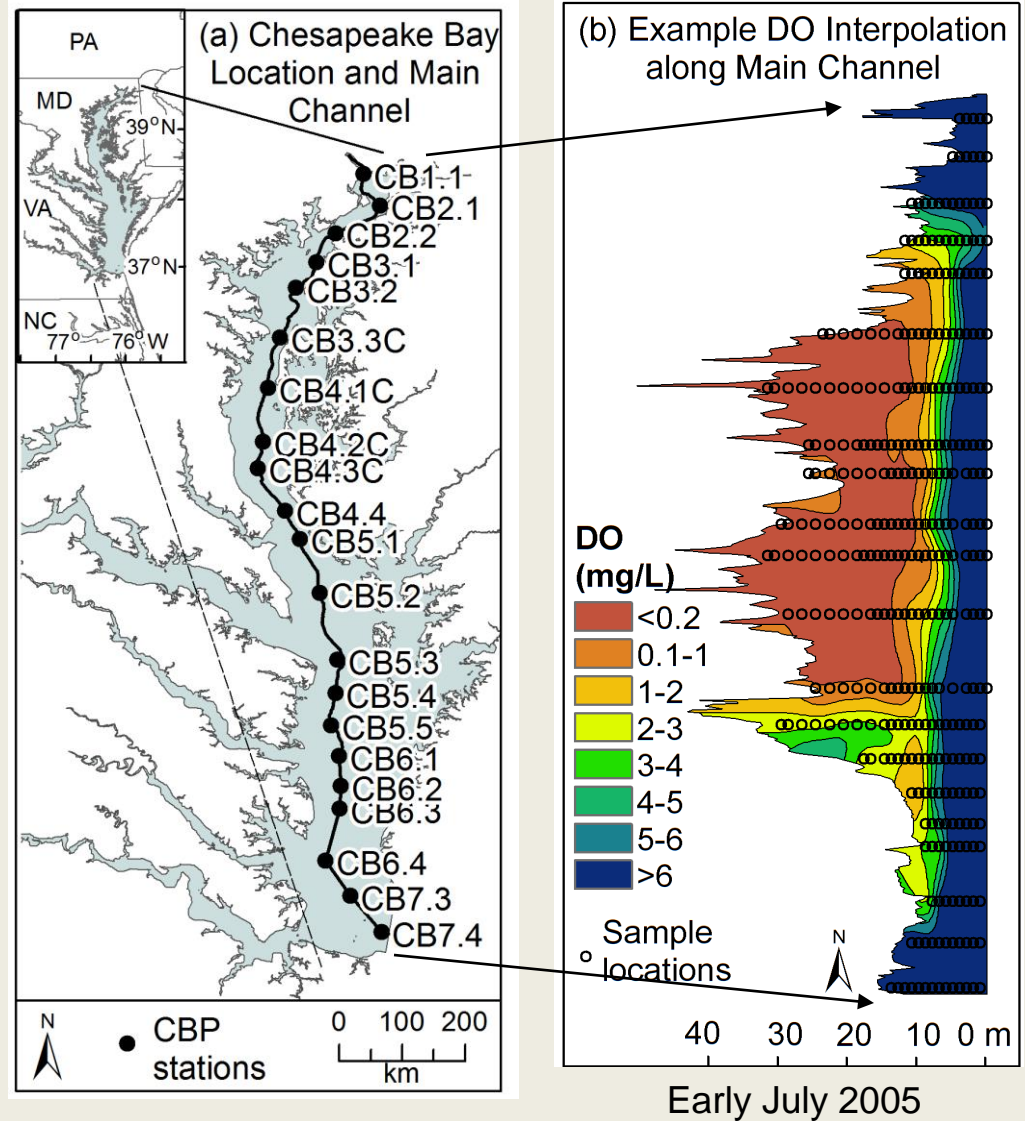 (a) Chesapeake Bay
Location and Main
Channel
PA
MD
39°N
VA
37°N
NC
77°
76°W
CB1.1
CB2.1
CB2.2
CB3.1
CB3.2
CB3.3C
CB4.1C
CB4.2C
CB4.3C
CB4.4
CB5.1
CB5.2
CB5.3
CB5.4
CB5.5
CB6.1
CB6.2
CB6.3
CB6.4
CB7.3
CB7.4
N
CBP
stations
0 100 200
km
(b) Example DO Interpolation
along Main Channel
DO
(mg/L)
<0.2
0.1-1
1-2
2-3
3-4
4-5
5-6
>6
Sample
locations
N
40 30 20 10 0 m
Early July 2005